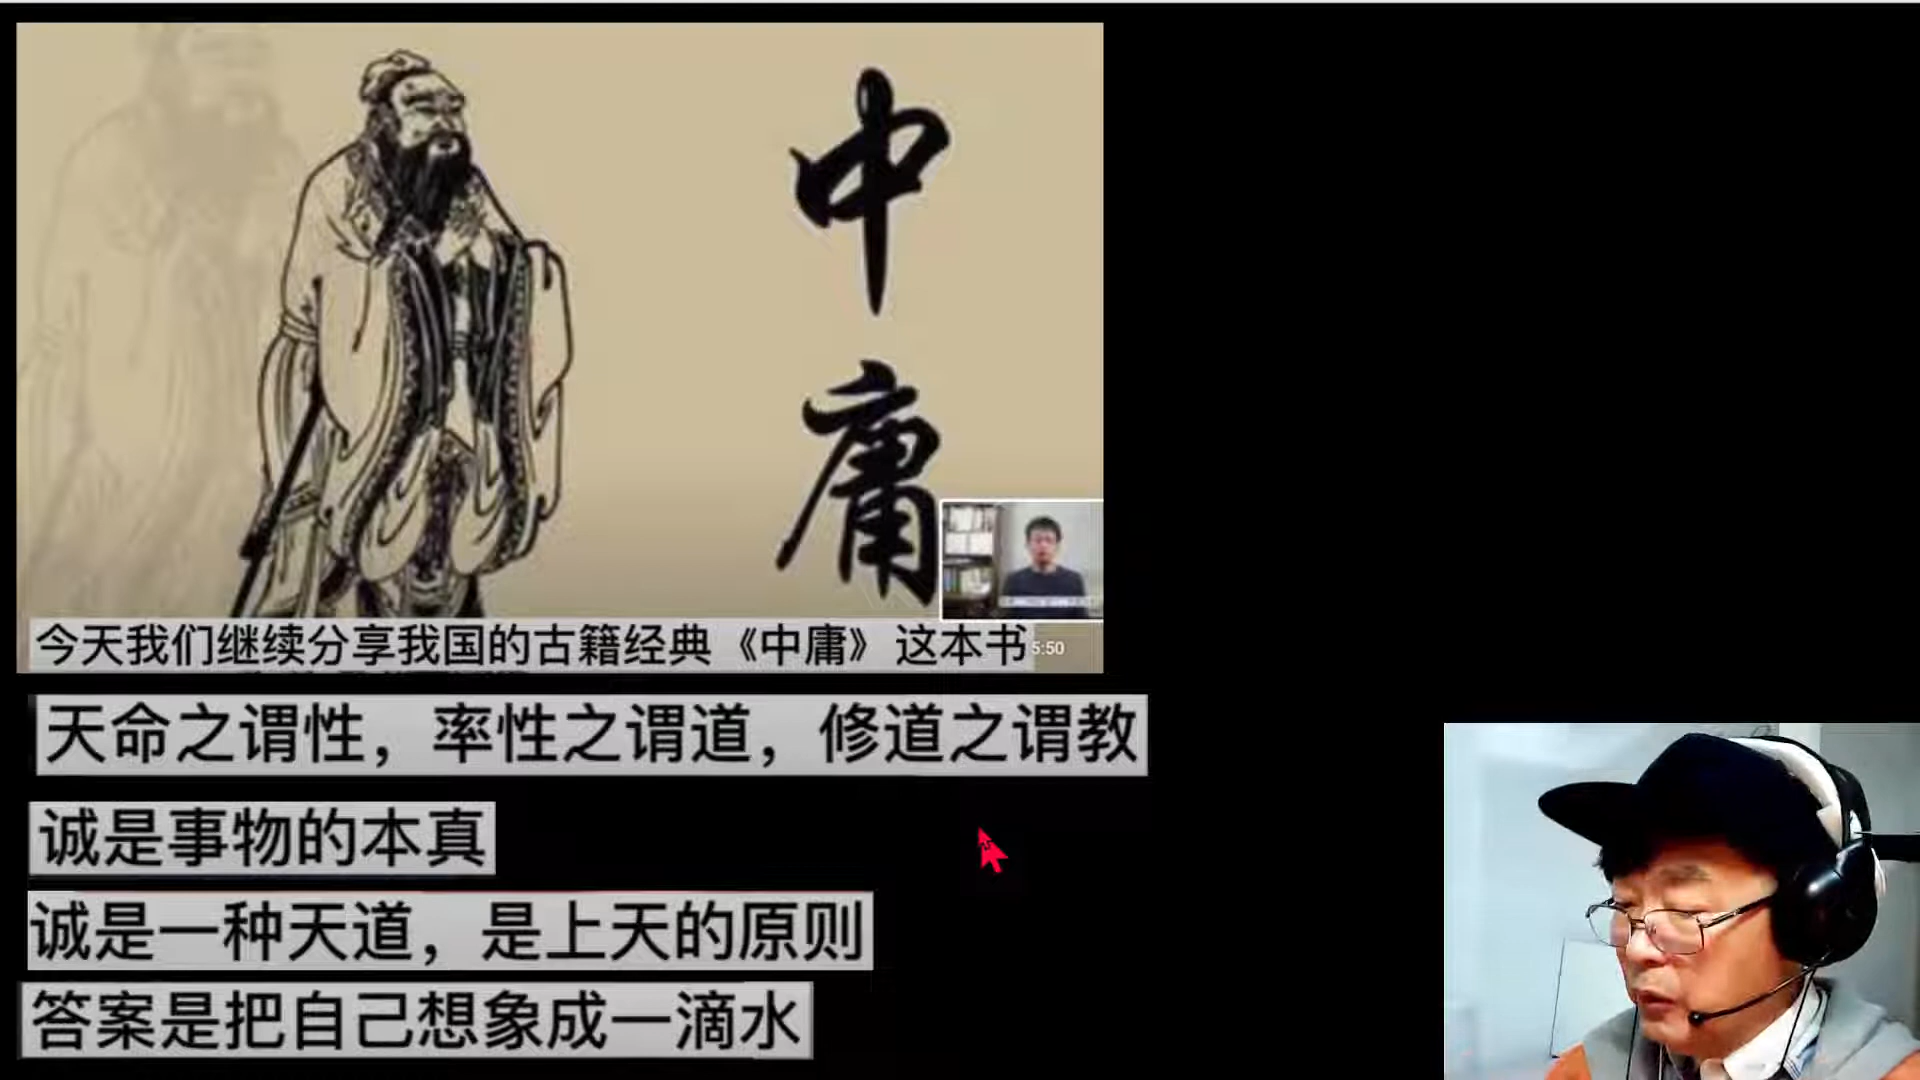 中
庸
今天我们继续分享我国的古籍经典《中庸》这本书
5:50
天命之谓性，率性之谓道，修道之谓教
诚是事物的本真
诚是一种天道，是上天的原则
答案是把自己想象成一滴水